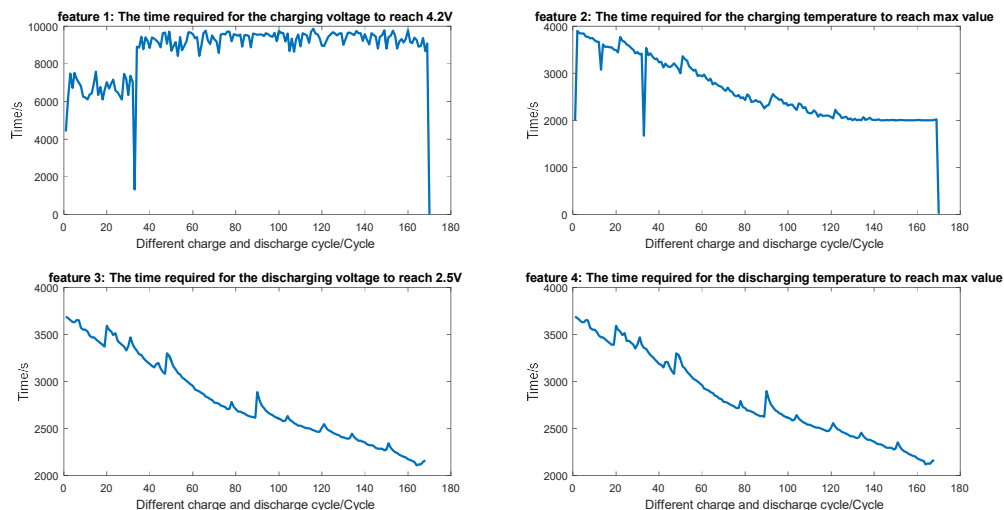 feature 1: The time required for the charging voltage to reach 4.2V
10000
8000
6000
4000
2000
0
Time/s
0 20 40 60 80 100 120 140 160 180
Different charge and discharge cycle/Cycle
feature 2: The time required for the charging temperature to reach max value
4000
3000
2000
1000
0
Time/s
0 20 40 60 80 100 120 140 160 180
Different charge and discharge cycle/Cycle
feature 3: The time required for the discharging voltage to reach 2.5V
4000
3500
3000
2500
2000
Time/s
0 20 40 60 80 100 120 140 160 180
Different charge and discharge cycle/Cycle
feature 4: The time required for the discharging temperature to reach max value
4000
3500
3000
2500
2000
Time/s
0 20 40 60 80 100 120 140 160 180
Different charge and discharge cycle/Cycle